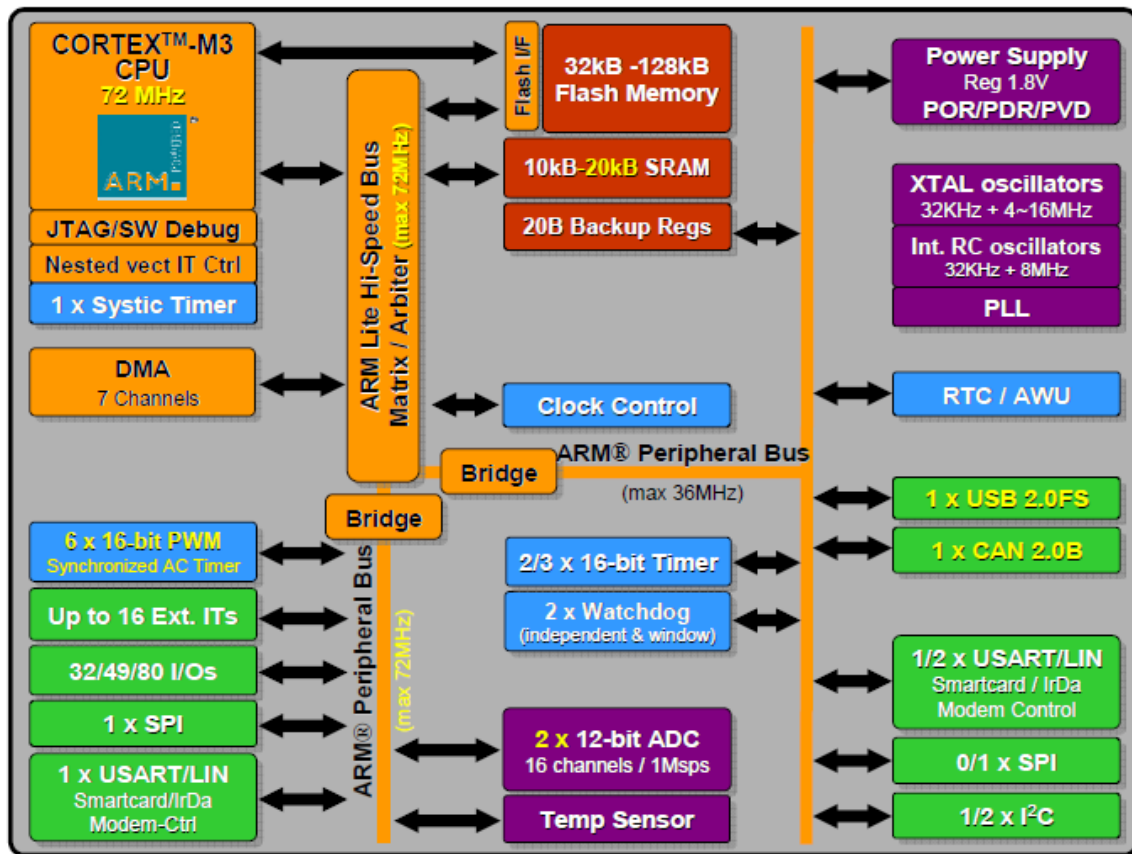 CORTEX™-M3
CPU
72 MHz
ARM
POWERED
™
JTAG/SW Debug
Nested vect IT Ctrl
1 x Systic Timer
DMA
7 Channels
ARM Lite Hi-Speed Bus
Matrix / Arbiter (max 72MHz)
Flash I/F
32kB -128kB
Flash Memory
10kB-20kB SRAM
20B Backup Regs
Clock Control
ARM® Peripheral Bus
(max 36MHz)
Bridge
Bridge
Power Supply
Reg 1.8V
POR/PDR/PVD
XTAL oscillators
32KHz + 4~16MHz
Int. RC oscillators
32KHz + 8MHz
PLL
RTC / AWU
1 x USB 2.0FS
1 x CAN 2.0B
1/2 x USART/LIN
Smartcard / IrDa
Modem Control
0/1 x SPI
1/2 x I²C
6 x 16-bit PWM
Synchronized AC Timer
Up to 16 Ext. ITs
32/49/80 I/Os
1 x SPI
1 x USART/LIN
Smartcard/IrDa
Modem-Ctrl
ARM® Peripheral Bus
(max 72MHz)
2/3 x 16-bit Timer
2 x Watchdog
(independent & window)
2 x 12-bit ADC
16 channels / 1Msps
Temp Sensor